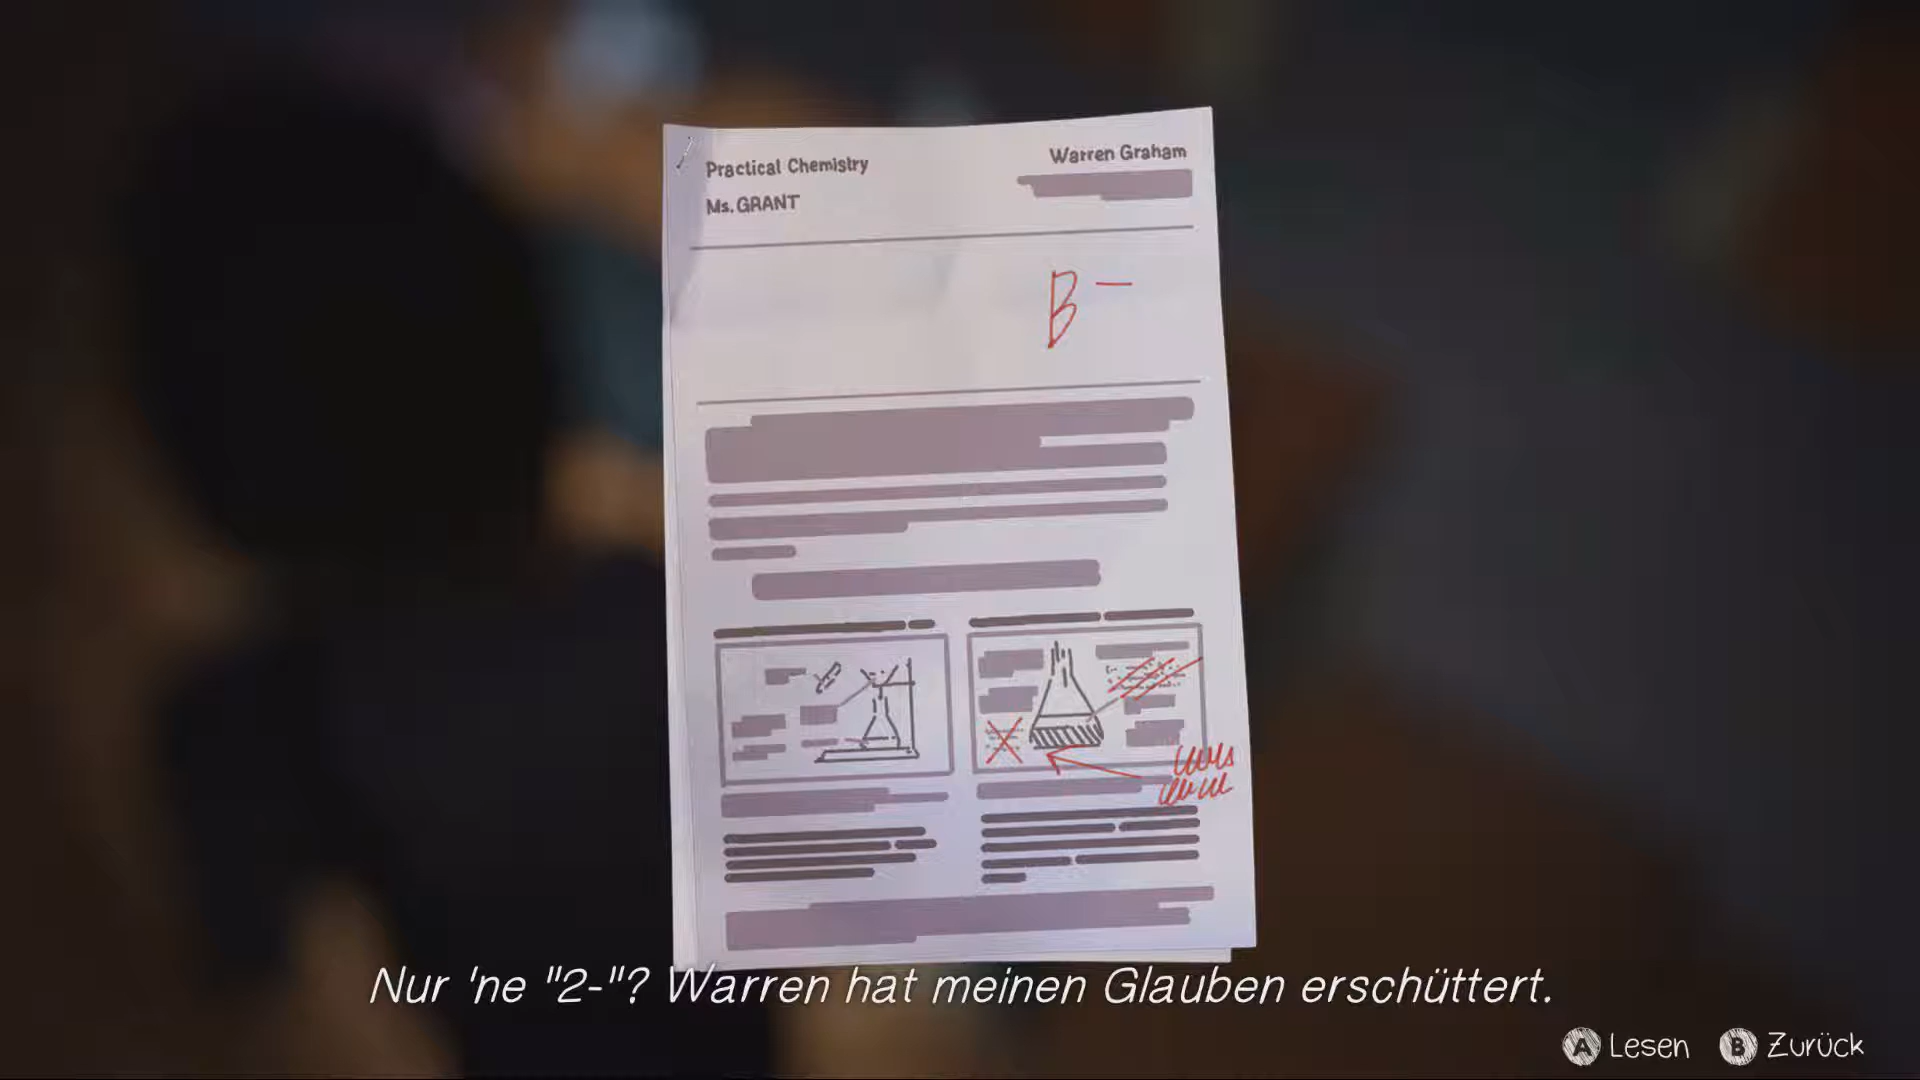 Practical Chemistry
Warren Graham
Ms. GRANT
B-
Nur 'ne "2-"? Warren hat meinen Glauben erschüttert.
A Lesen B Zurück